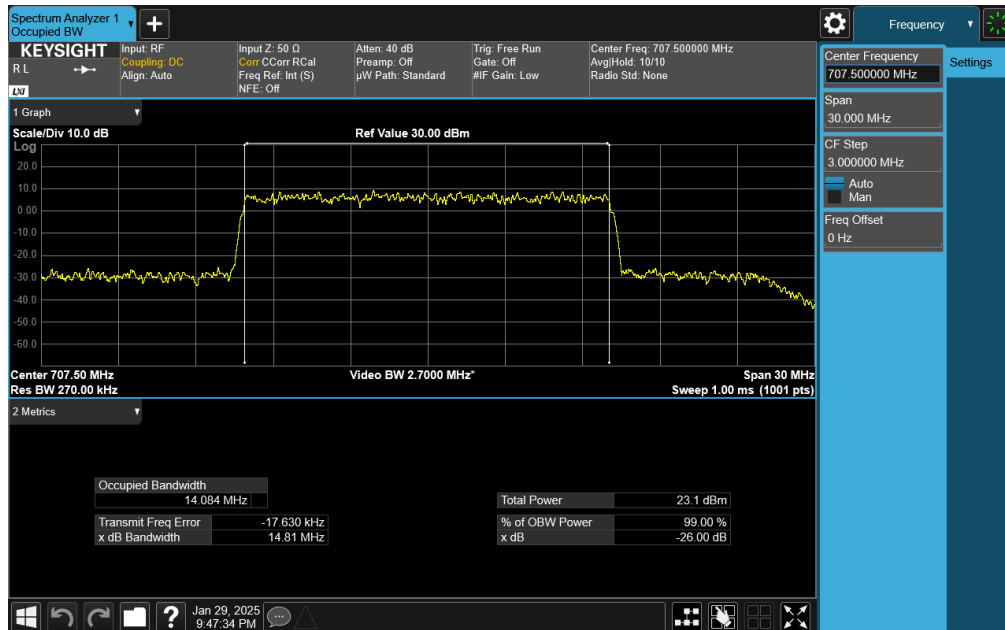 Spectrum Analyzer 1
Occupied BW
+
Frequency
KEYSIGHT
R L
LXI
Input: RF
Coupling: DC
Align: Auto
Input Z: 50 Ω
Corr CCorr RCal
Freq Ref: Int (S)
NFE: Off
Atten: 40 dB
Preamp: Off
µW Path: Standard
Trig: Free Run
Gate: Off
#IF Gain: Low
Center Freq: 707.500000 MHz
Avg|Hold: 10/10
Radio Std: None
Center Frequency
707.500000 MHz
Settings
Span
30.000 MHz
CF Step
3.000000 MHz
Auto
Man
Freq Offset
0 Hz
1 Graph
Scale/Div 10.0 dB
Ref Value 30.00 dBm
Log
20.0
10.0
0.00
-10.0
-20.0
-30.0
-40.0
-50.0
-60.0
Center 707.50 MHz
Video BW 2.7000 MHz*
Span 30 MHz
Res BW 270.00 kHz
Sweep 1.00 ms (1001 pts)
2 Metrics
Occupied Bandwidth
14.084 MHz
Total Power 23.1 dBm
Transmit Freq Error -17.630 kHz
% of OBW Power 99.00 %
x dB Bandwidth 14.81 MHz
x dB -26.00 dB
?
Jan 29, 2025
9:47:34 PM